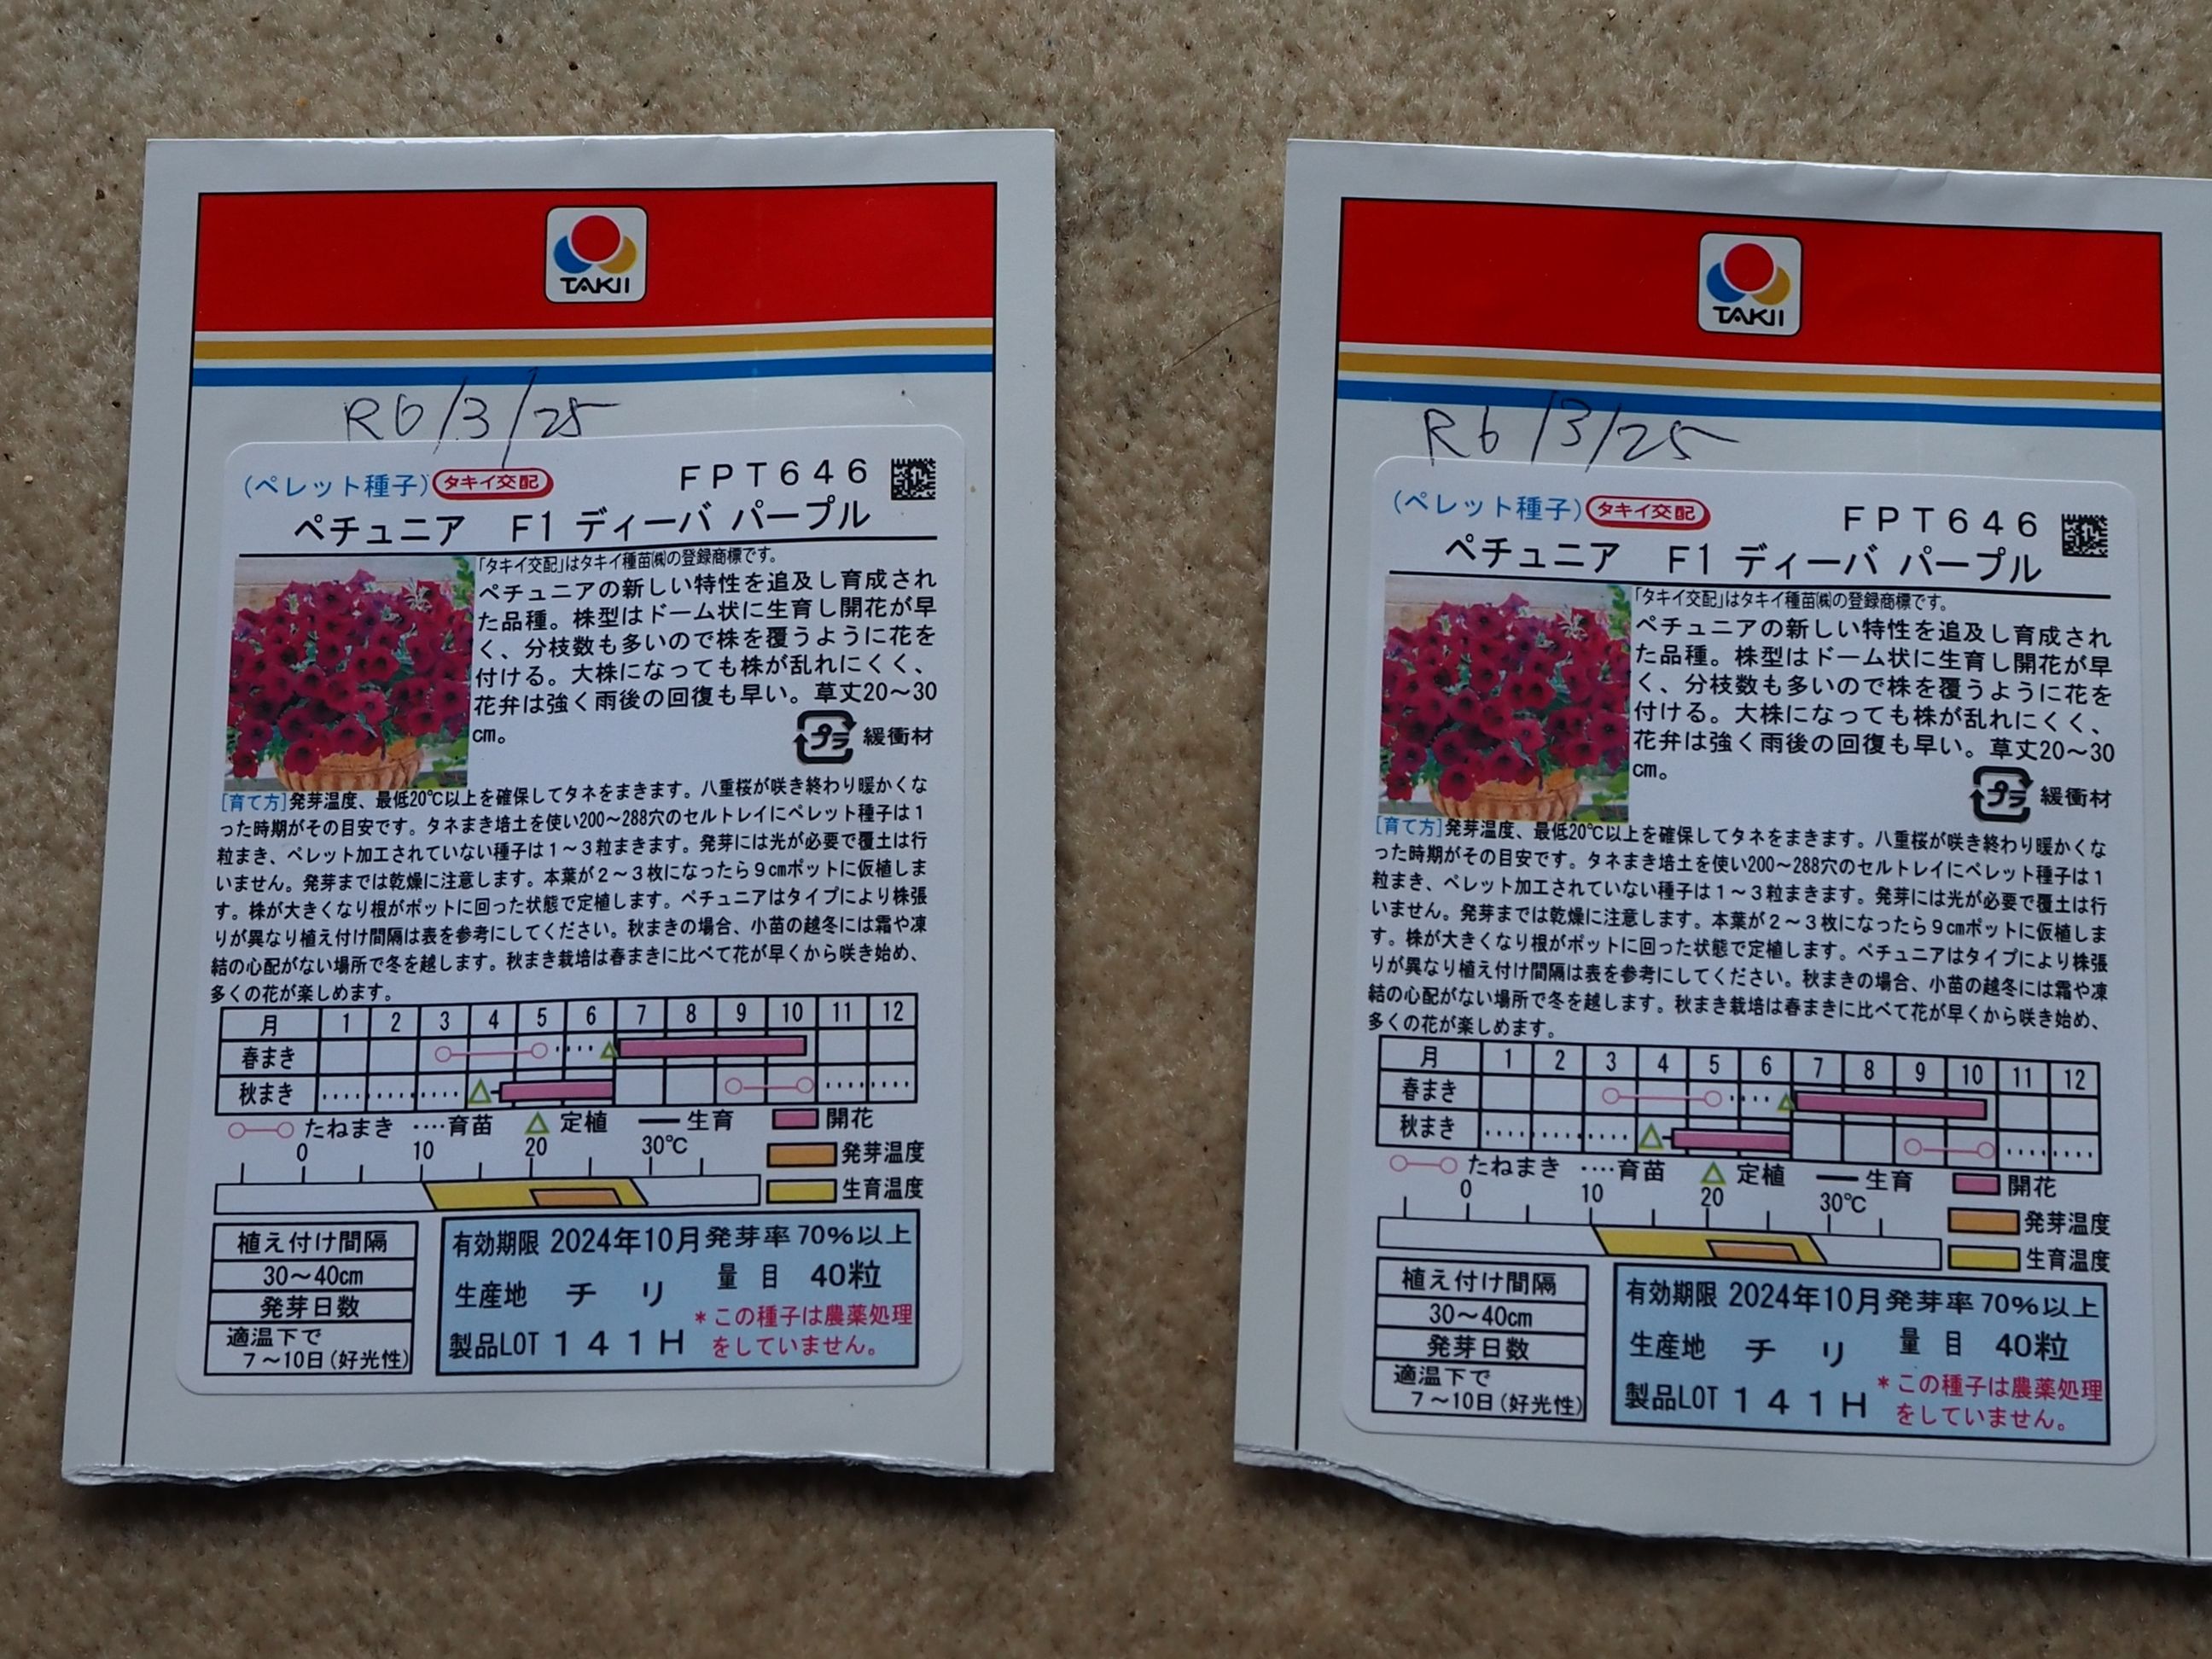 TAKII
R6/3/25
(ペレット種子) タキイ交配 FPT646
ペチュニア F1 ディーバ パープル
「タキイ交配」はタキイ種苗㈱の登録商標です。
ペチュニアの新しい特性を追及し育成され
た品種。株型はドーム状に生育し開花が早
く、分枝数も多いので株を覆うように花を
付ける。大株になっても株が乱れにくく、
花弁は強く雨後の回復も早い。草丈20～30
cm。
プラ 緩衝材
[育て方]発芽温度、最低20℃以上を確保してタネをまきます。八重桜が咲き終わり暖かくな
った時期がその目安です。タネまき培土を使い200～288穴のセルトレイにペレット種子は１
粒まき、ペレット加工されていない種子は１～３粒まきます。発芽には光が必要で覆土は行
いません。発芽までは乾燥に注意します。本葉が２～３枚になったら９cmポットに仮植しま
す。株が大きくなり根がポットに回った状態で定植します。ペチュニアはタイプにより株張
りが異なり植え付け間隔は表を参考にしてください。秋まきの場合、小苗の越冬には霜や凍
結の心配がない場所で冬を越します。秋まき栽培は春まきに比べて花が早くから咲き始め、
多くの花が楽しめます。
月 1 2 3 4 5 6 7 8 9 10 11 12
春まき
秋まき
たねまき 育苗 定植 生育 開花
0 10 20 30℃
発芽温度
生育温度
植え付け間隔
30～40cm
発芽日数
適温下で
7～10日(好光性)
有効期限 2024年10月 発芽率 70%以上
生産地 チリ 量目 40粒
製品LOT 141H
*この種子は農薬処理
をしていません。
TAKII
R6/3/25
(ペレット種子) タキイ交配 FPT646
ペチュニア F1 ディーバ パープル
「タキイ交配」はタキイ種苗㈱の登録商標です。
ペチュニアの新しい特性を追及し育成され
た品種。株型はドーム状に生育し開花が早
く、分枝数も多いので株を覆うように花を
付ける。大株になっても株が乱れにくく、
花弁は強く雨後の回復も早い。草丈20～30
cm。
プラ 緩衝材
[育て方]発芽温度、最低20℃以上を確保してタネをまきます。八重桜が咲き終わり暖かくな
った時期がその目安です。タネまき培土を使い200～288穴のセルトレイにペレット種子は１
粒まき、ペレット加工されていない種子は１～３粒まきます。発芽には光が必要で覆土は行
いません。発芽までは乾燥に注意します。本葉が２～３枚になったら９cmポットに仮植しま
す。株が大きくなり根がポットに回った状態で定植します。ペチュニアはタイプにより株張
りが異なり植え付け間隔は表を参考にしてください。秋まきの場合、小苗の越冬には霜や凍
結の心配がない場所で冬を越します。秋まき栽培は春まきに比べて花が早くから咲き始め、
多くの花が楽しめます。
月 1 2 3 4 5 6 7 8 9 10 11 12
春まき
秋まき
たねまき 育苗 定植 生育 開花
0 10 20 30℃
発芽温度
生育温度
植え付け間隔
30～40cm
発芽日数
適温下で
7～10日(好光性)
有効期限 2024年10月 発芽率 70%以上
生産地 チリ 量目 40粒
製品LOT 141H
*この種子は農薬処理
をしていません。